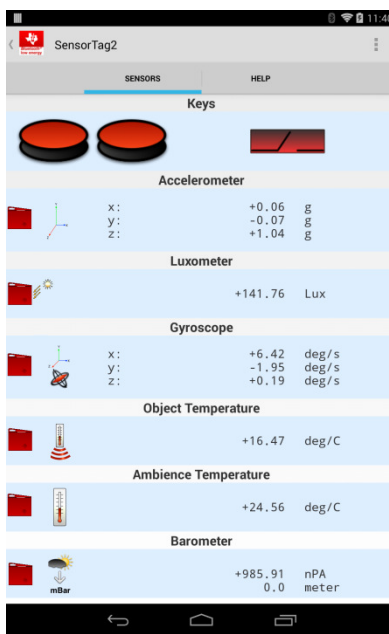 11:40
SensorTag2
SENSORS HELP
Keys
Accelerometer
x: +0.06 g
y: -0.07 g
z: +1.04 g
Luxometer
+141.76 Lux
Gyroscope
x: +6.42 deg/s
y: -1.95 deg/s
z: +0.19 deg/s
Object Temperature
+16.47 deg/C
Ambience Temperature
+24.56 deg/C
Barometer
+985.91 nPA
0.0 meter
mBar